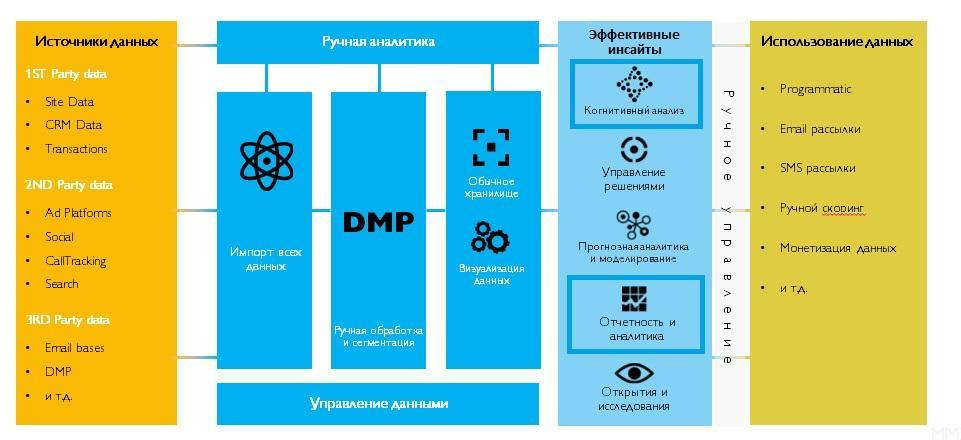 Источники данных
1ST Party data
• Site Data
• CRM Data
• Transactions
2ND Party data
• Ad Platforms
• Social
• CallTracking
• Search
3RD Party data
• Email bases
• DMP
• и т.д.
Ручная аналитика
Импорт всех
данных
DMP
Ручная обработка
и сегментация
Обычное
хранилище
Визуализация
данных
Управление данными
Эффективные
инсайты
Когнитивный анализ
Управление
решениями
Прогнозная аналитика
и моделирование
Отчетность и
аналитика
Открытия и
исследования
Ручное управление
Использование данных
• Programmatic
• Email рассылки
• SMS рассылки
• Ручной скоринг
• Монетизация данных
• и т.д.
MM.